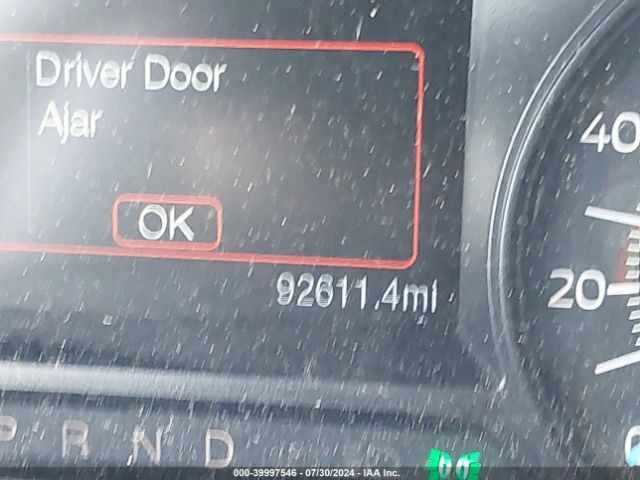 Driver Door
Ajar
OK
92611.4mi
40
20
P R N D
000-39997546 - 07/30/2024 - IAA Inc.